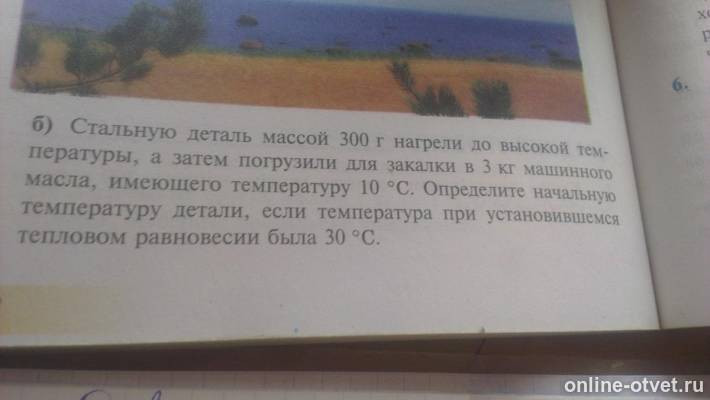 б) Стальную деталь массой 300 г нагрели до высокой тем-
пературы, а затем погрузили для закалки в 3 кг машинного
масла, имеющего температуру 10 °C. Определите начальную
температуру детали, если температура при установившемся
тепловом равновесии была 30 °C.
6.
online-otvet.ru